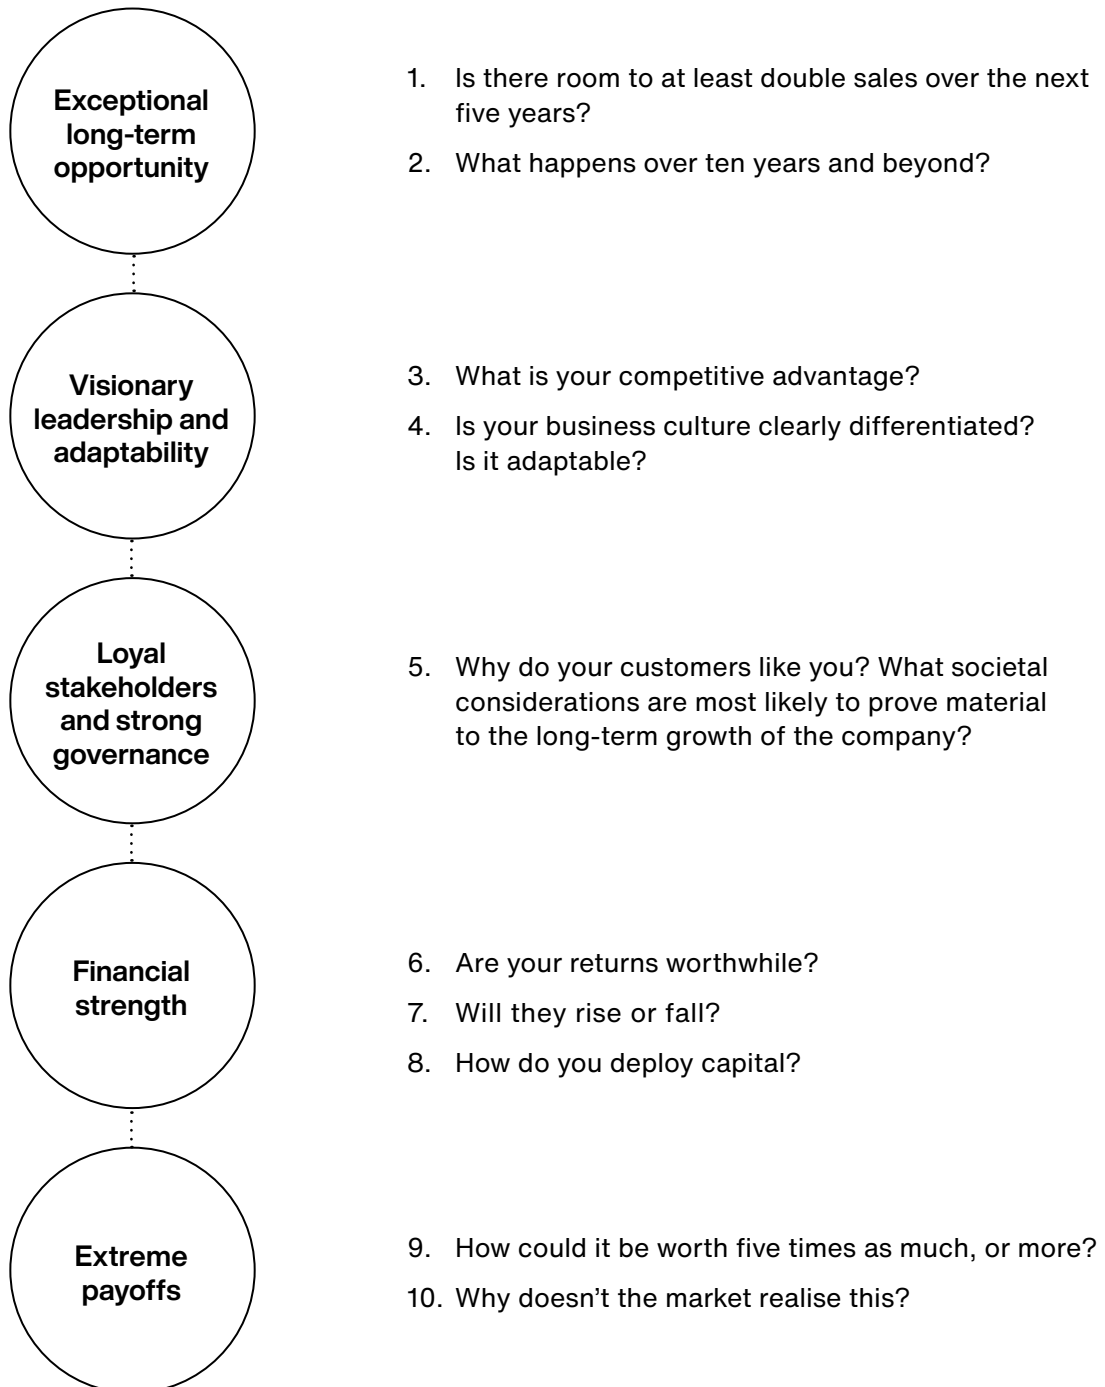 Exceptional
long-term
opportunity
1. Is there room to at least double sales over the next
five years?
2. What happens over ten years and beyond?
Visionary
leadership and
adaptability
3. What is your competitive advantage?
4. Is your business culture clearly differentiated?
Is it adaptable?
Loyal
stakeholders
and strong
governance
5. Why do your customers like you? What societal
considerations are most likely to prove material
to the long-term growth of the company?
Financial
strength
6. Are your returns worthwhile?
7. Will they rise or fall?
8. How do you deploy capital?
Extreme
payoffs
9. How could it be worth five times as much, or more?
10. Why doesn't the market realise this?